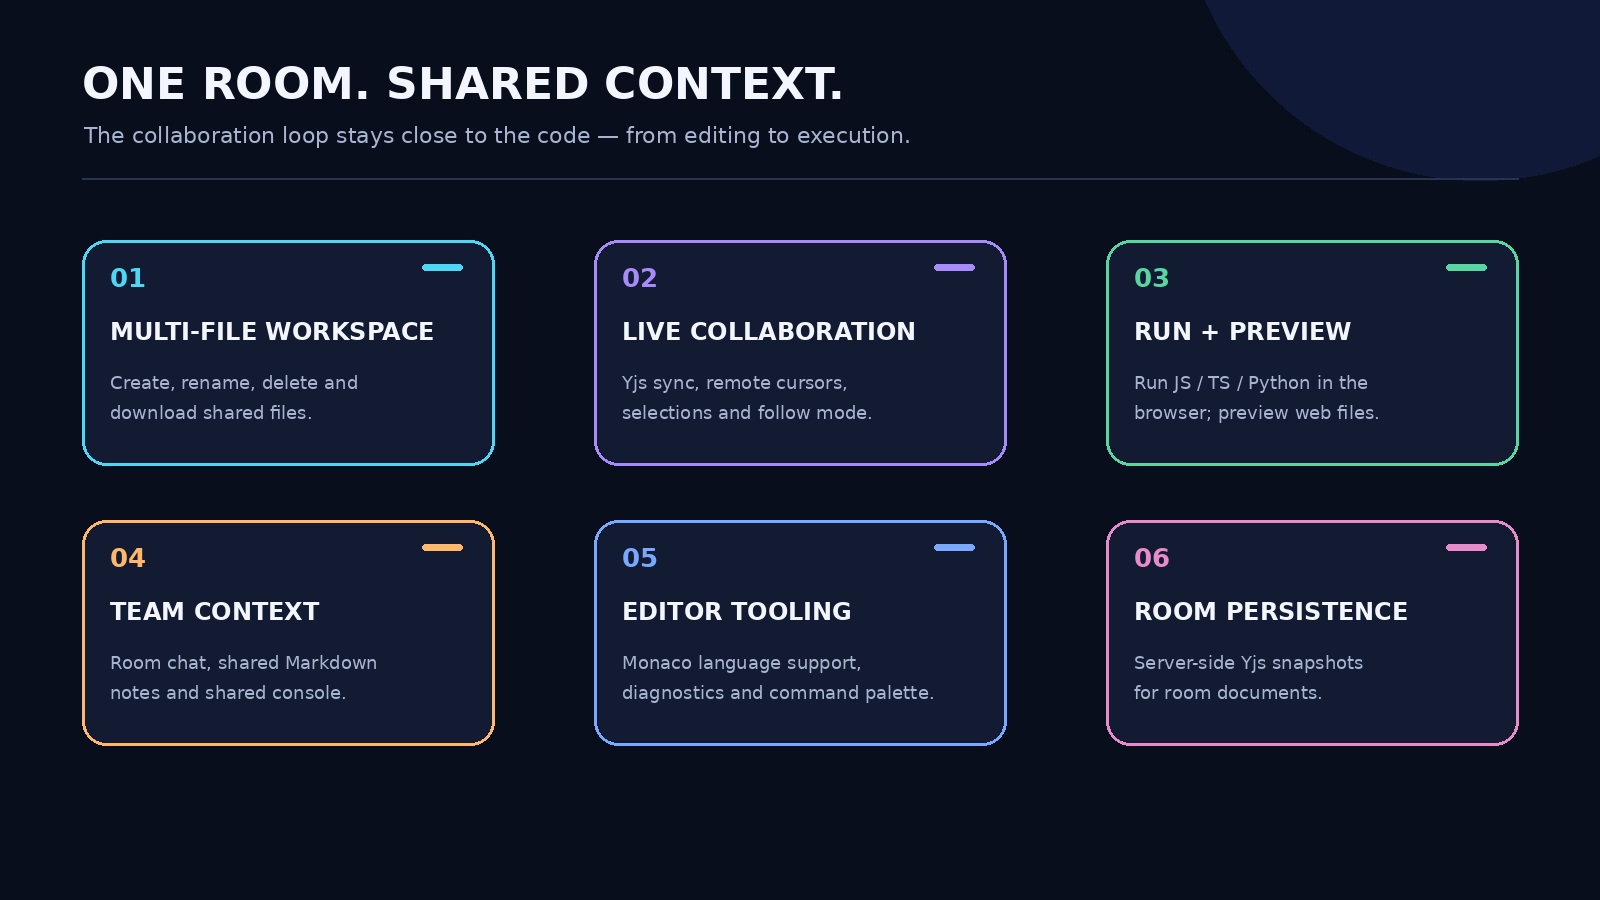 ONE ROOM. SHARED CONTEXT.
The collaboration loop stays close to the code — from editing to execution.
01
MULTI-FILE WORKSPACE
Create, rename, delete and
download shared files.
02
LIVE COLLABORATION
Yjs sync, remote cursors,
selections and follow mode.
03
RUN + PREVIEW
Run JS / TS / Python in the
browser; preview web files.
04
TEAM CONTEXT
Room chat, shared Markdown
notes and shared console.
05
EDITOR TOOLING
Monaco language support,
diagnostics and command palette.
06
ROOM PERSISTENCE
Server-side Yjs snapshots
for room documents.